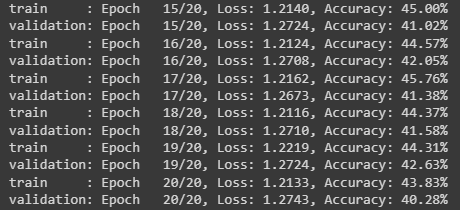 train     : Epoch   15/20, Loss: 1.2140, Accuracy: 45.00%
validation: Epoch   15/20, Loss: 1.2724, Accuracy: 41.02%
train     : Epoch   16/20, Loss: 1.2124, Accuracy: 44.57%
validation: Epoch   16/20, Loss: 1.2708, Accuracy: 42.05%
train     : Epoch   17/20, Loss: 1.2162, Accuracy: 45.76%
validation: Epoch   17/20, Loss: 1.2673, Accuracy: 41.38%
train     : Epoch   18/20, Loss: 1.2116, Accuracy: 44.37%
validation: Epoch   18/20, Loss: 1.2710, Accuracy: 41.58%
train     : Epoch   19/20, Loss: 1.2219, Accuracy: 44.31%
validation: Epoch   19/20, Loss: 1.2724, Accuracy: 42.63%
train     : Epoch   20/20, Loss: 1.2133, Accuracy: 43.83%
validation: Epoch   20/20, Loss: 1.2743, Accuracy: 40.28%